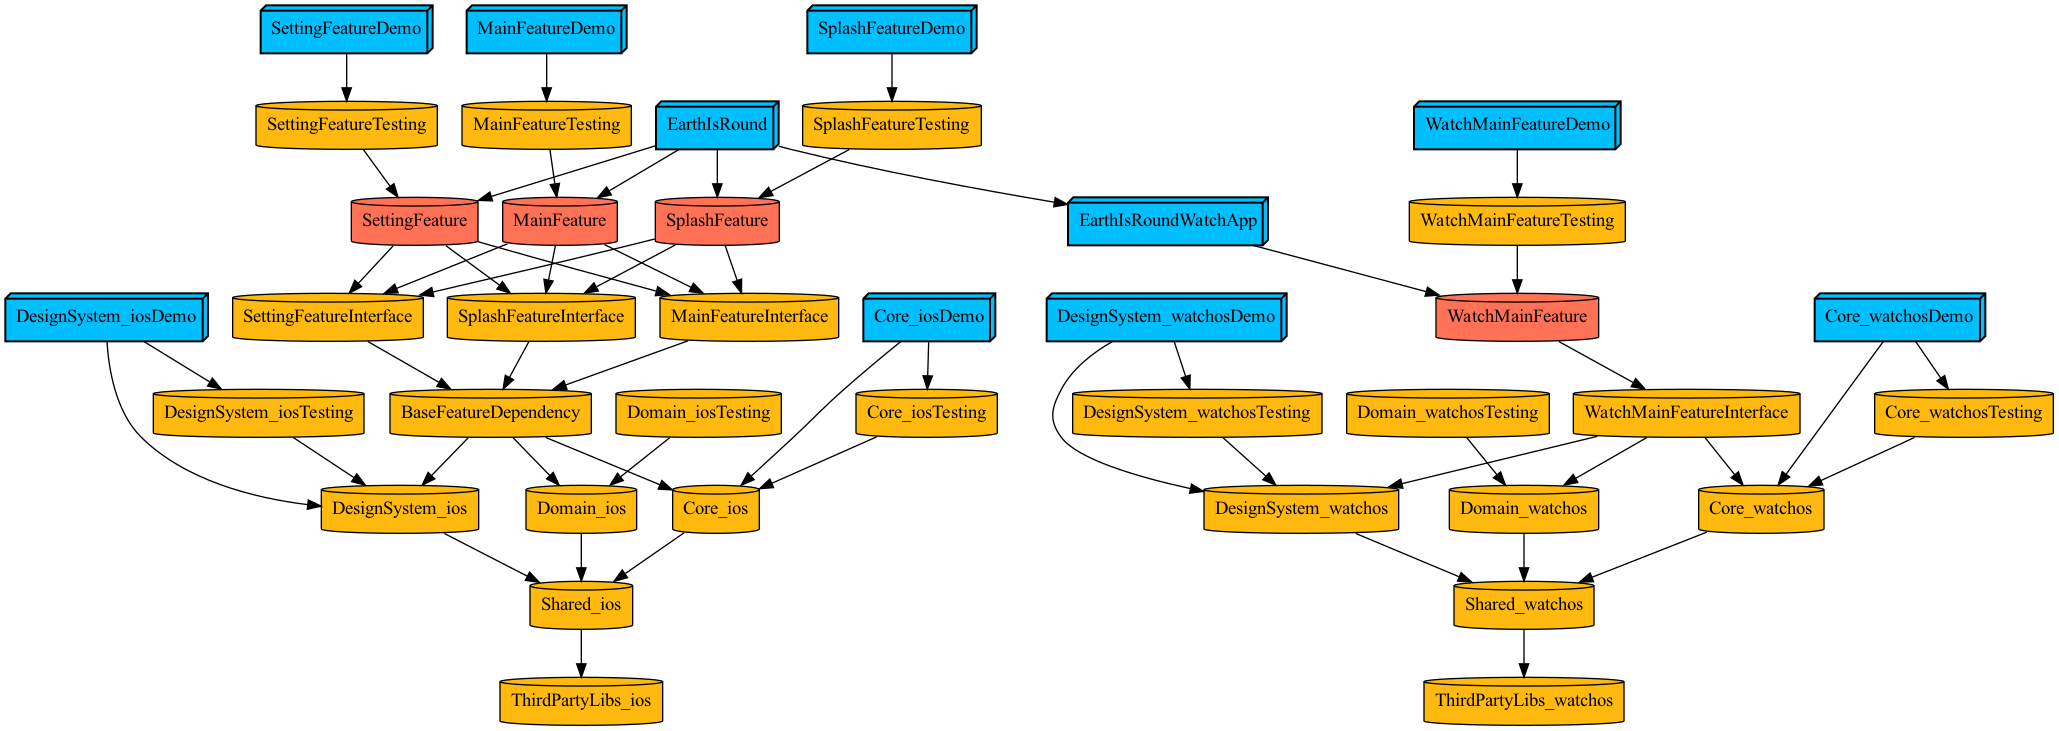 SettingFeatureDemo
MainFeatureDemo
SplashFeatureDemo
SettingFeatureTesting
MainFeatureTesting
EarthIsRound
SplashFeatureTesting
WatchMainFeatureDemo
SettingFeature
MainFeature
SplashFeature
EarthIsRoundWatchApp
WatchMainFeatureTesting
DesignSystem_iosDemo
SettingFeatureInterface
SplashFeatureInterface
MainFeatureInterface
Core_iosDemo
DesignSystem_watchosDemo
WatchMainFeature
Core_watchosDemo
DesignSystem_iosTesting
BaseFeatureDependency
Domain_iosTesting
Core_iosTesting
DesignSystem_watchosTesting
Domain_watchosTesting
WatchMainFeatureInterface
Core_watchosTesting
DesignSystem_ios
Domain_ios
Core_ios
DesignSystem_watchos
Domain_watchos
Core_watchos
Shared_ios
Shared_watchos
ThirdPartyLibs_ios
ThirdPartyLibs_watchos